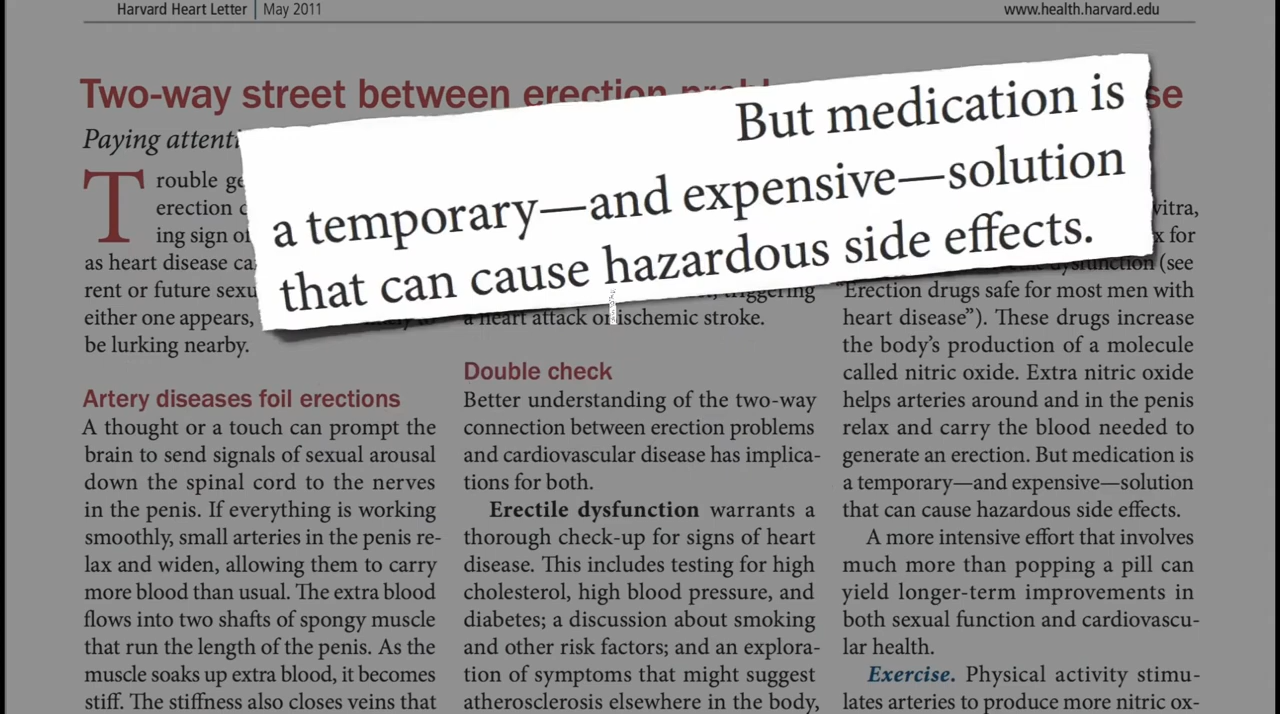 Harvard Heart Letter | May 2011
www.health.harvard.edu
Two-way street between erection
se
Paying
But medication is
a temporary—and expensive—solution
that can cause hazardous side effects.
Trouble
erection
ing sign
as heart disease
rent or future
either one appears,
be lurking nearby.
Artery diseases foil erections
A thought or a touch can prompt the
brain to send signals of sexual arousal
down the spinal cord to the nerves
in the penis. If everything is working
smoothly, small arteries in the penis re-
lax and widen, allowing them to carry
more blood than usual. The extra blood
flows into two shafts of spongy muscle
that run the length of the penis. As the
muscle soaks up extra blood, it becomes
stiff. The stiffness also closes veins that
triggering
a heart attack or ischemic stroke.
Double check
Better understanding of the two-way
connection between erection problems
and cardiovascular disease has implica-
tions for both.
Erectile dysfunction warrants a
thorough check-up for signs of heart
disease. This includes testing for high
cholesterol, high blood pressure, and
diabetes; a discussion about smoking
and other risk factors; and an explora-
tion of symptoms that might suggest
atherosclerosis elsewhere in the body,
vitra,
x for
dysfunction (see
“Erection drugs safe for most men with
heart disease”). These drugs increase
the body’s production of a molecule
called nitric oxide. Extra nitric oxide
helps arteries around and in the penis
relax and carry the blood needed to
generate an erection. But medication is
a temporary—and expensive—solution
that can cause hazardous side effects.
A more intensive effort that involves
much more than popping a pill can
yield longer-term improvements in
both sexual function and cardiovascu-
lar health.
Exercise. Physical activity stimu-
lates arteries to produce more nitric ox-